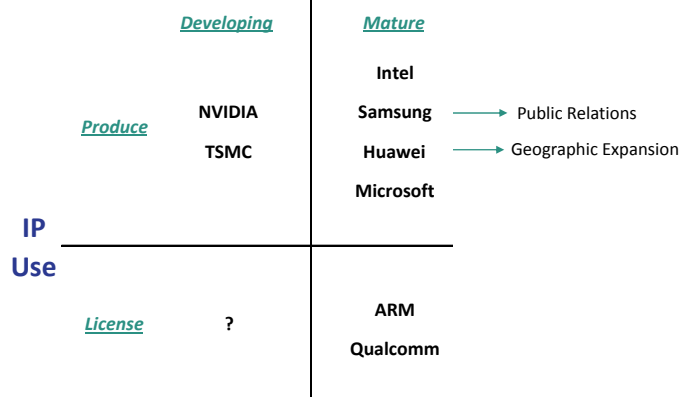 Developing Mature
Intel
NVIDIA Samsung Public Relations
Produce
TSMC Huawei Geographic Expansion
Microsoft
IP
Use
ARM
License ?
Qualcomm